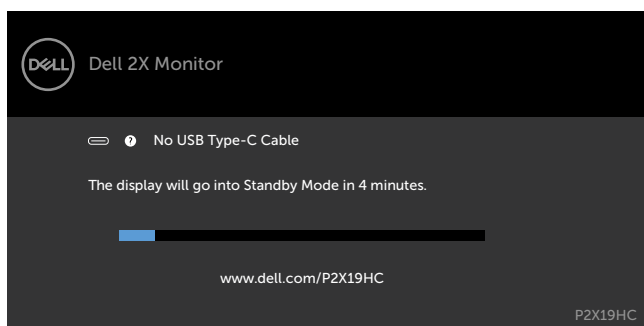 DELL
Dell 2X Monitor
? No USB Type-C Cable
The display will go into Standby Mode in 4 minutes.
www.dell.com/P2X19HC
P2X19HC